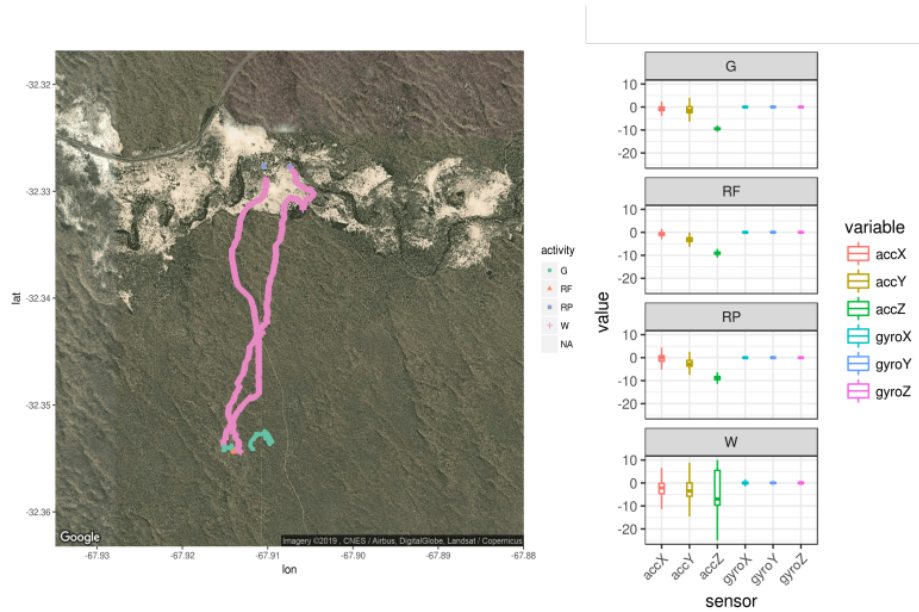 -32.32
-32.33
-32.34
-32.35
-32.36
lat
-67.93
-67.92
-67.91
-67.90
-67.89
-67.88
lon
Google
Imagery ©2019 , CNES / Airbus, DigitalGlobe, Landsat / Copernicus
activity
G
RF
RP
W
NA
G
10
0
-10
-20
RF
10
0
-10
-20
RP
10
0
-10
-20
W
10
0
-10
-20
value
accX
accY
accZ
gyroX
gyroY
gyroZ
sensor
variable
accX
accY
accZ
gyroX
gyroY
gyroZ